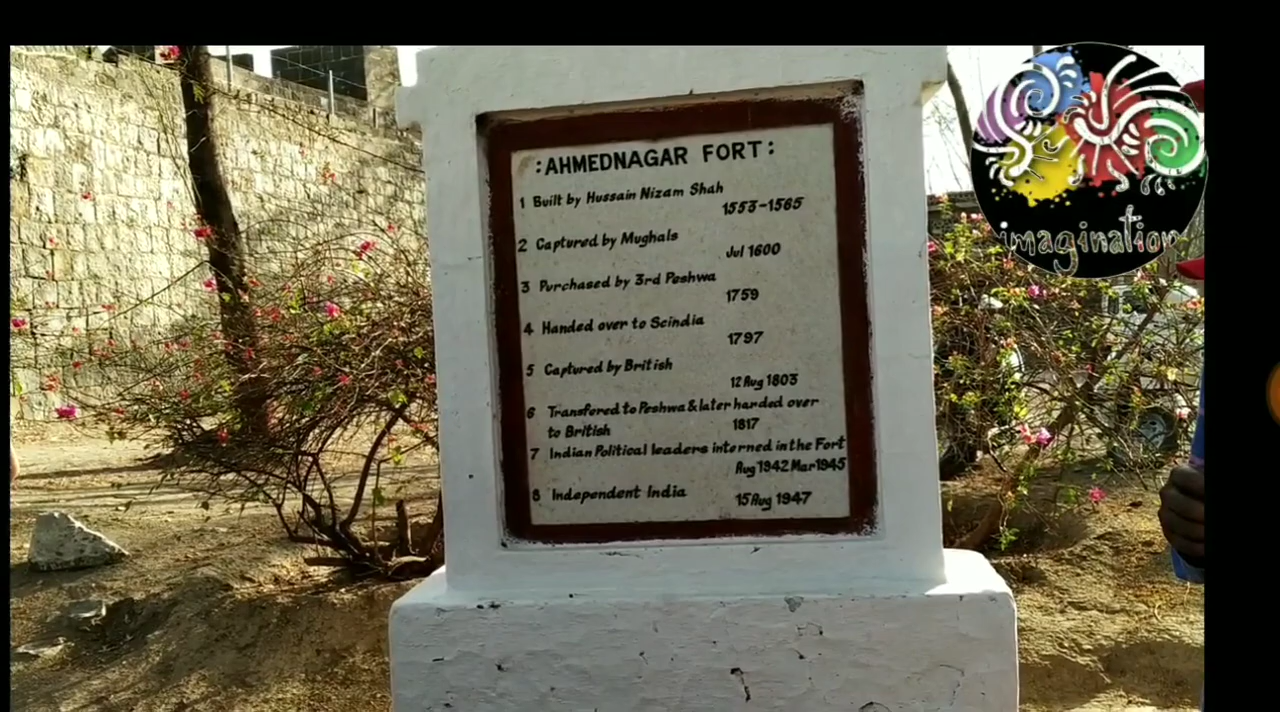 :AHMEDNAGAR FORT:
1 Built by Hussain Nizam Shah
1553-1565
2 Captured by Mughals
Jul 1600
3 Purchased by 3rd Peshwa
1759
4 Handed over to Scindia
1797
5 Captured by British
12 Aug 1803
6 Transfered to Peshwa & later harded over
to British 1817
7 Indian Political leaders interned in the Fort
Aug 1942 Mar 1945
8 Independent India 15 Aug 1947
imagination